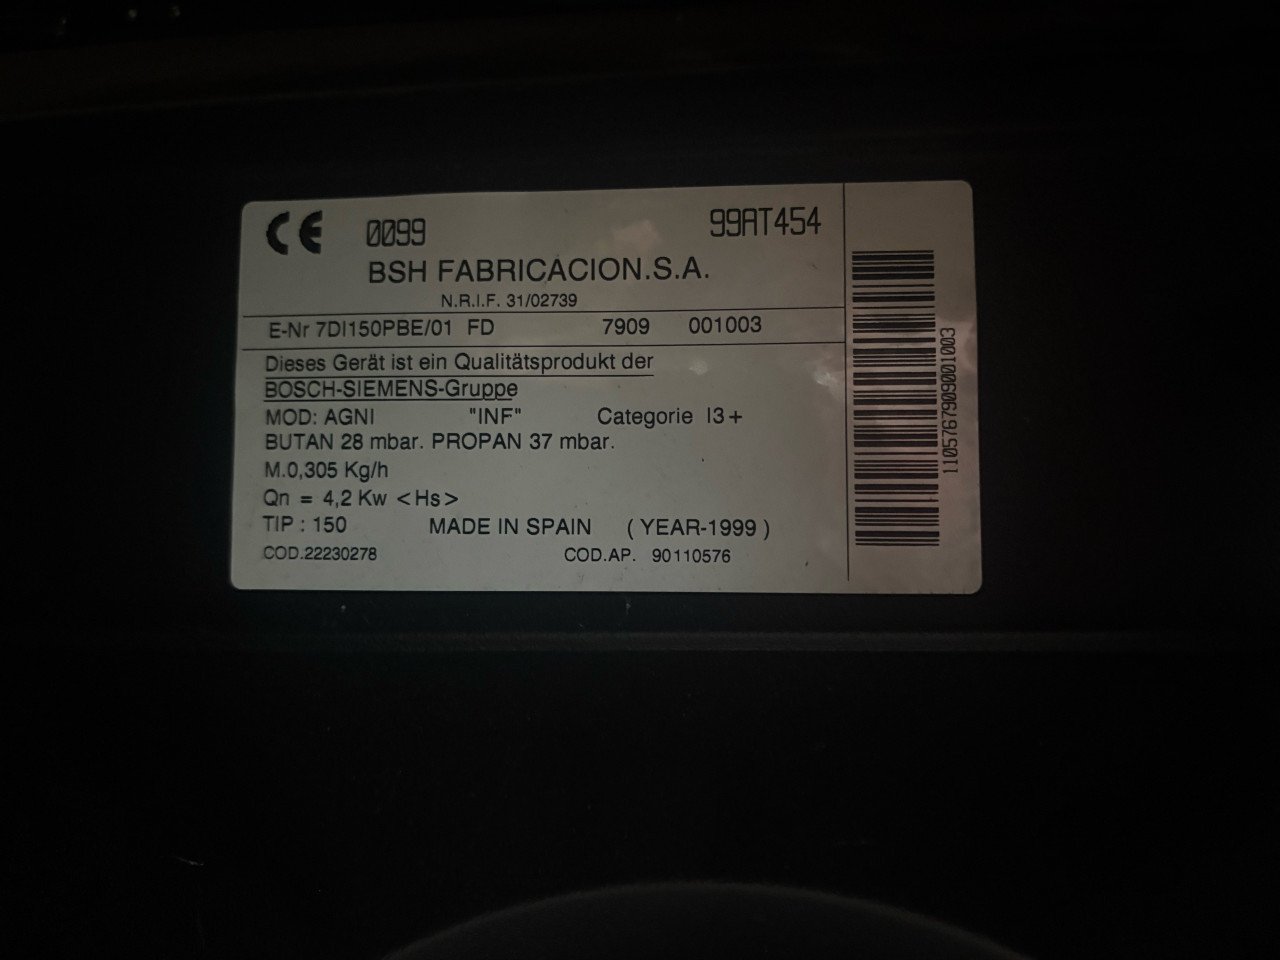 CE 0099 99AT454
BSH FABRICACION.S.A.
N.R.I.F. 31/02739
E-Nr 7DI150PBE/01 FD 7909 001003
Dieses Gerät ist ein Qualitätsprodukt der
BOSCH-SIEMENS-Gruppe
MOD: AGNI "INF" Categorie I3+
BUTAN 28 mbar. PROPAN 37 mbar.
M.0,305 Kg/h
Qn = 4,2 Kw <Hs>
TIP : 150 MADE IN SPAIN ( YEAR-1999 )
COD.22230278 COD.AP. 90110576
1105767909001003